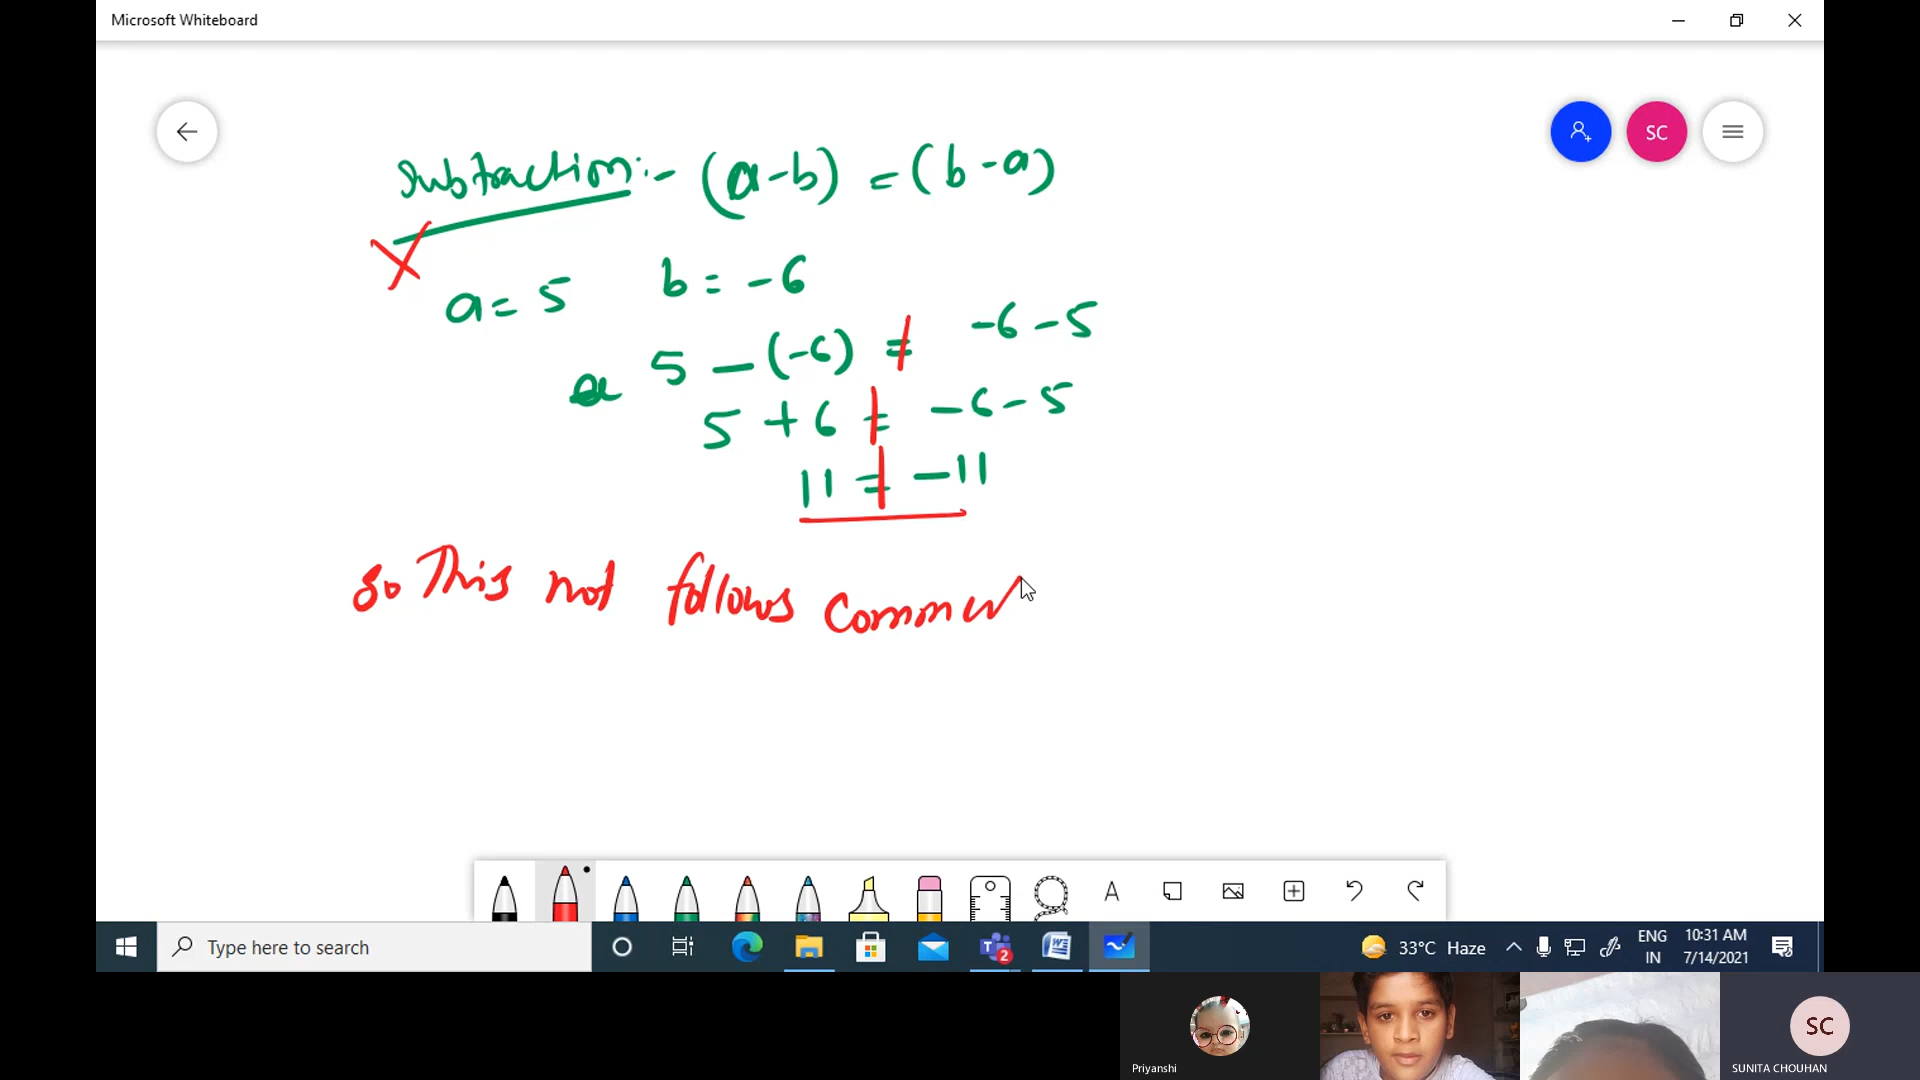 Microsoft Whiteboard
SC
Subtraction:- (a-b) = (b-a)
a = 5 b = -6
5 - (-6) ≠ -6 - 5
5 + 6 ≠ -6 - 5
11 ≠ -11
So This not follows Commu
A
Type here to search
2
33°C Haze
ENG
IN
10:31 AM
7/14/2021
Priyanshi
SC
SUNITA CHOUHAN